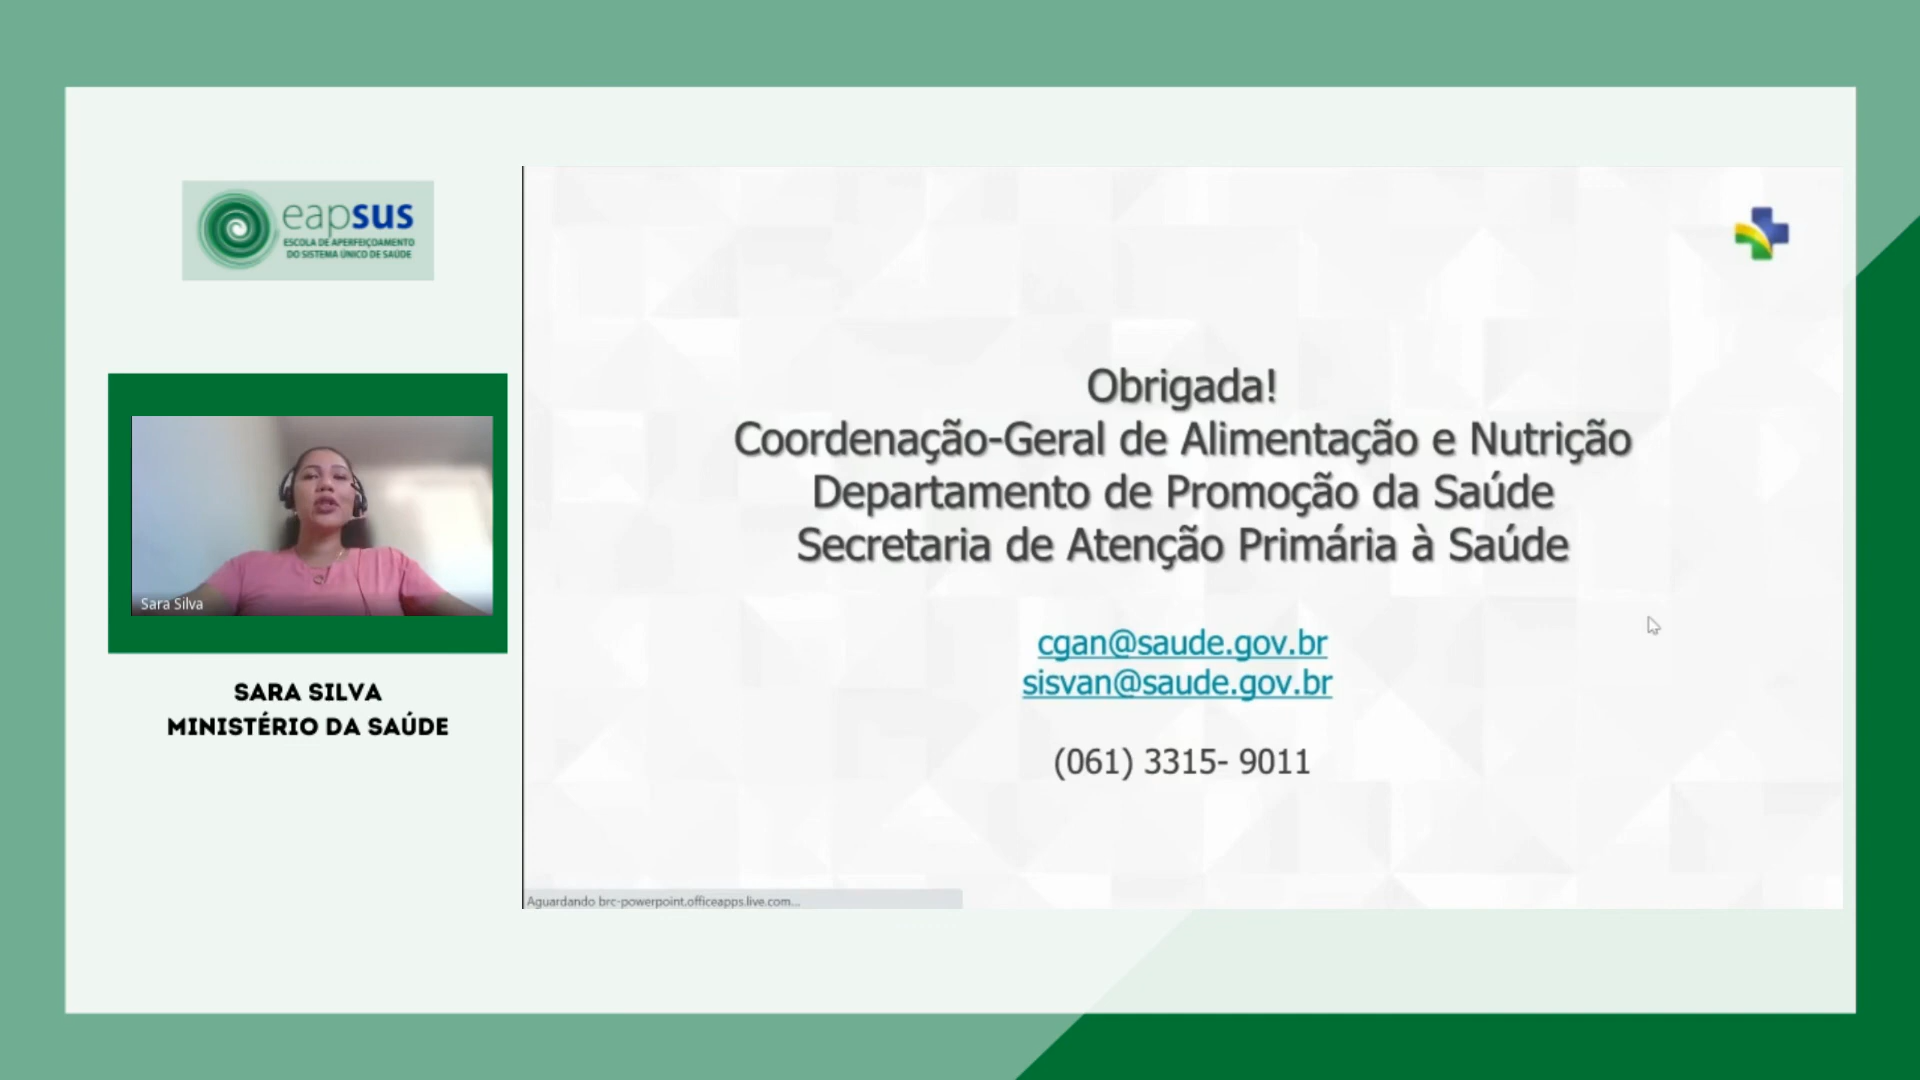 eapsus
ESCOLA DE APERFEIÇOAMENTO
DO SISTEMA ÚNICO DE SAÚDE
Sara Silva
SARA SILVA
MINISTÉRIO DA SAÚDE
Obrigada!
Coordenação-Geral de Alimentação e Nutrição
Departamento de Promoção da Saúde
Secretaria de Atenção Primária à Saúde
cgan@saude.gov.br
sisvan@saude.gov.br
(061) 3315- 9011
Aguardando brc-powerpoint.officeapps.live.com...